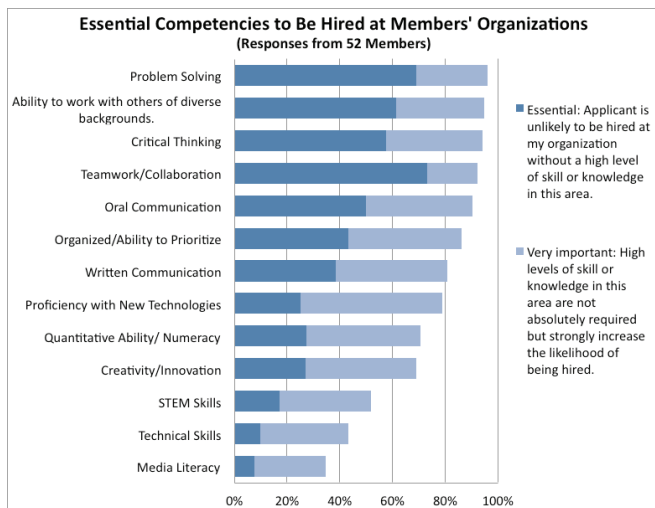 Essential Competencies to Be Hired at Members' Organizations
(Responses from 52 Members)
Problem Solving
Ability to work with others of diverse
backgrounds.
Critical Thinking
Teamwork/Collaboration
Oral Communication
Organized/Ability to Prioritize
Written Communication
Proficiency with New Technologies
Quantitative Ability/ Numeracy
Creativity/Innovation
STEM Skills
Technical Skills
Media Literacy
0% 20% 40% 60% 80% 100%
Essential: Applicant is
unlikely to be hired at
my organization
without a high level
of skill or knowledge
in this area.
Very important: High
levels of skill or
knowledge in this
area are not
absolutely required
but strongly increase
the likelihood of
being hired.